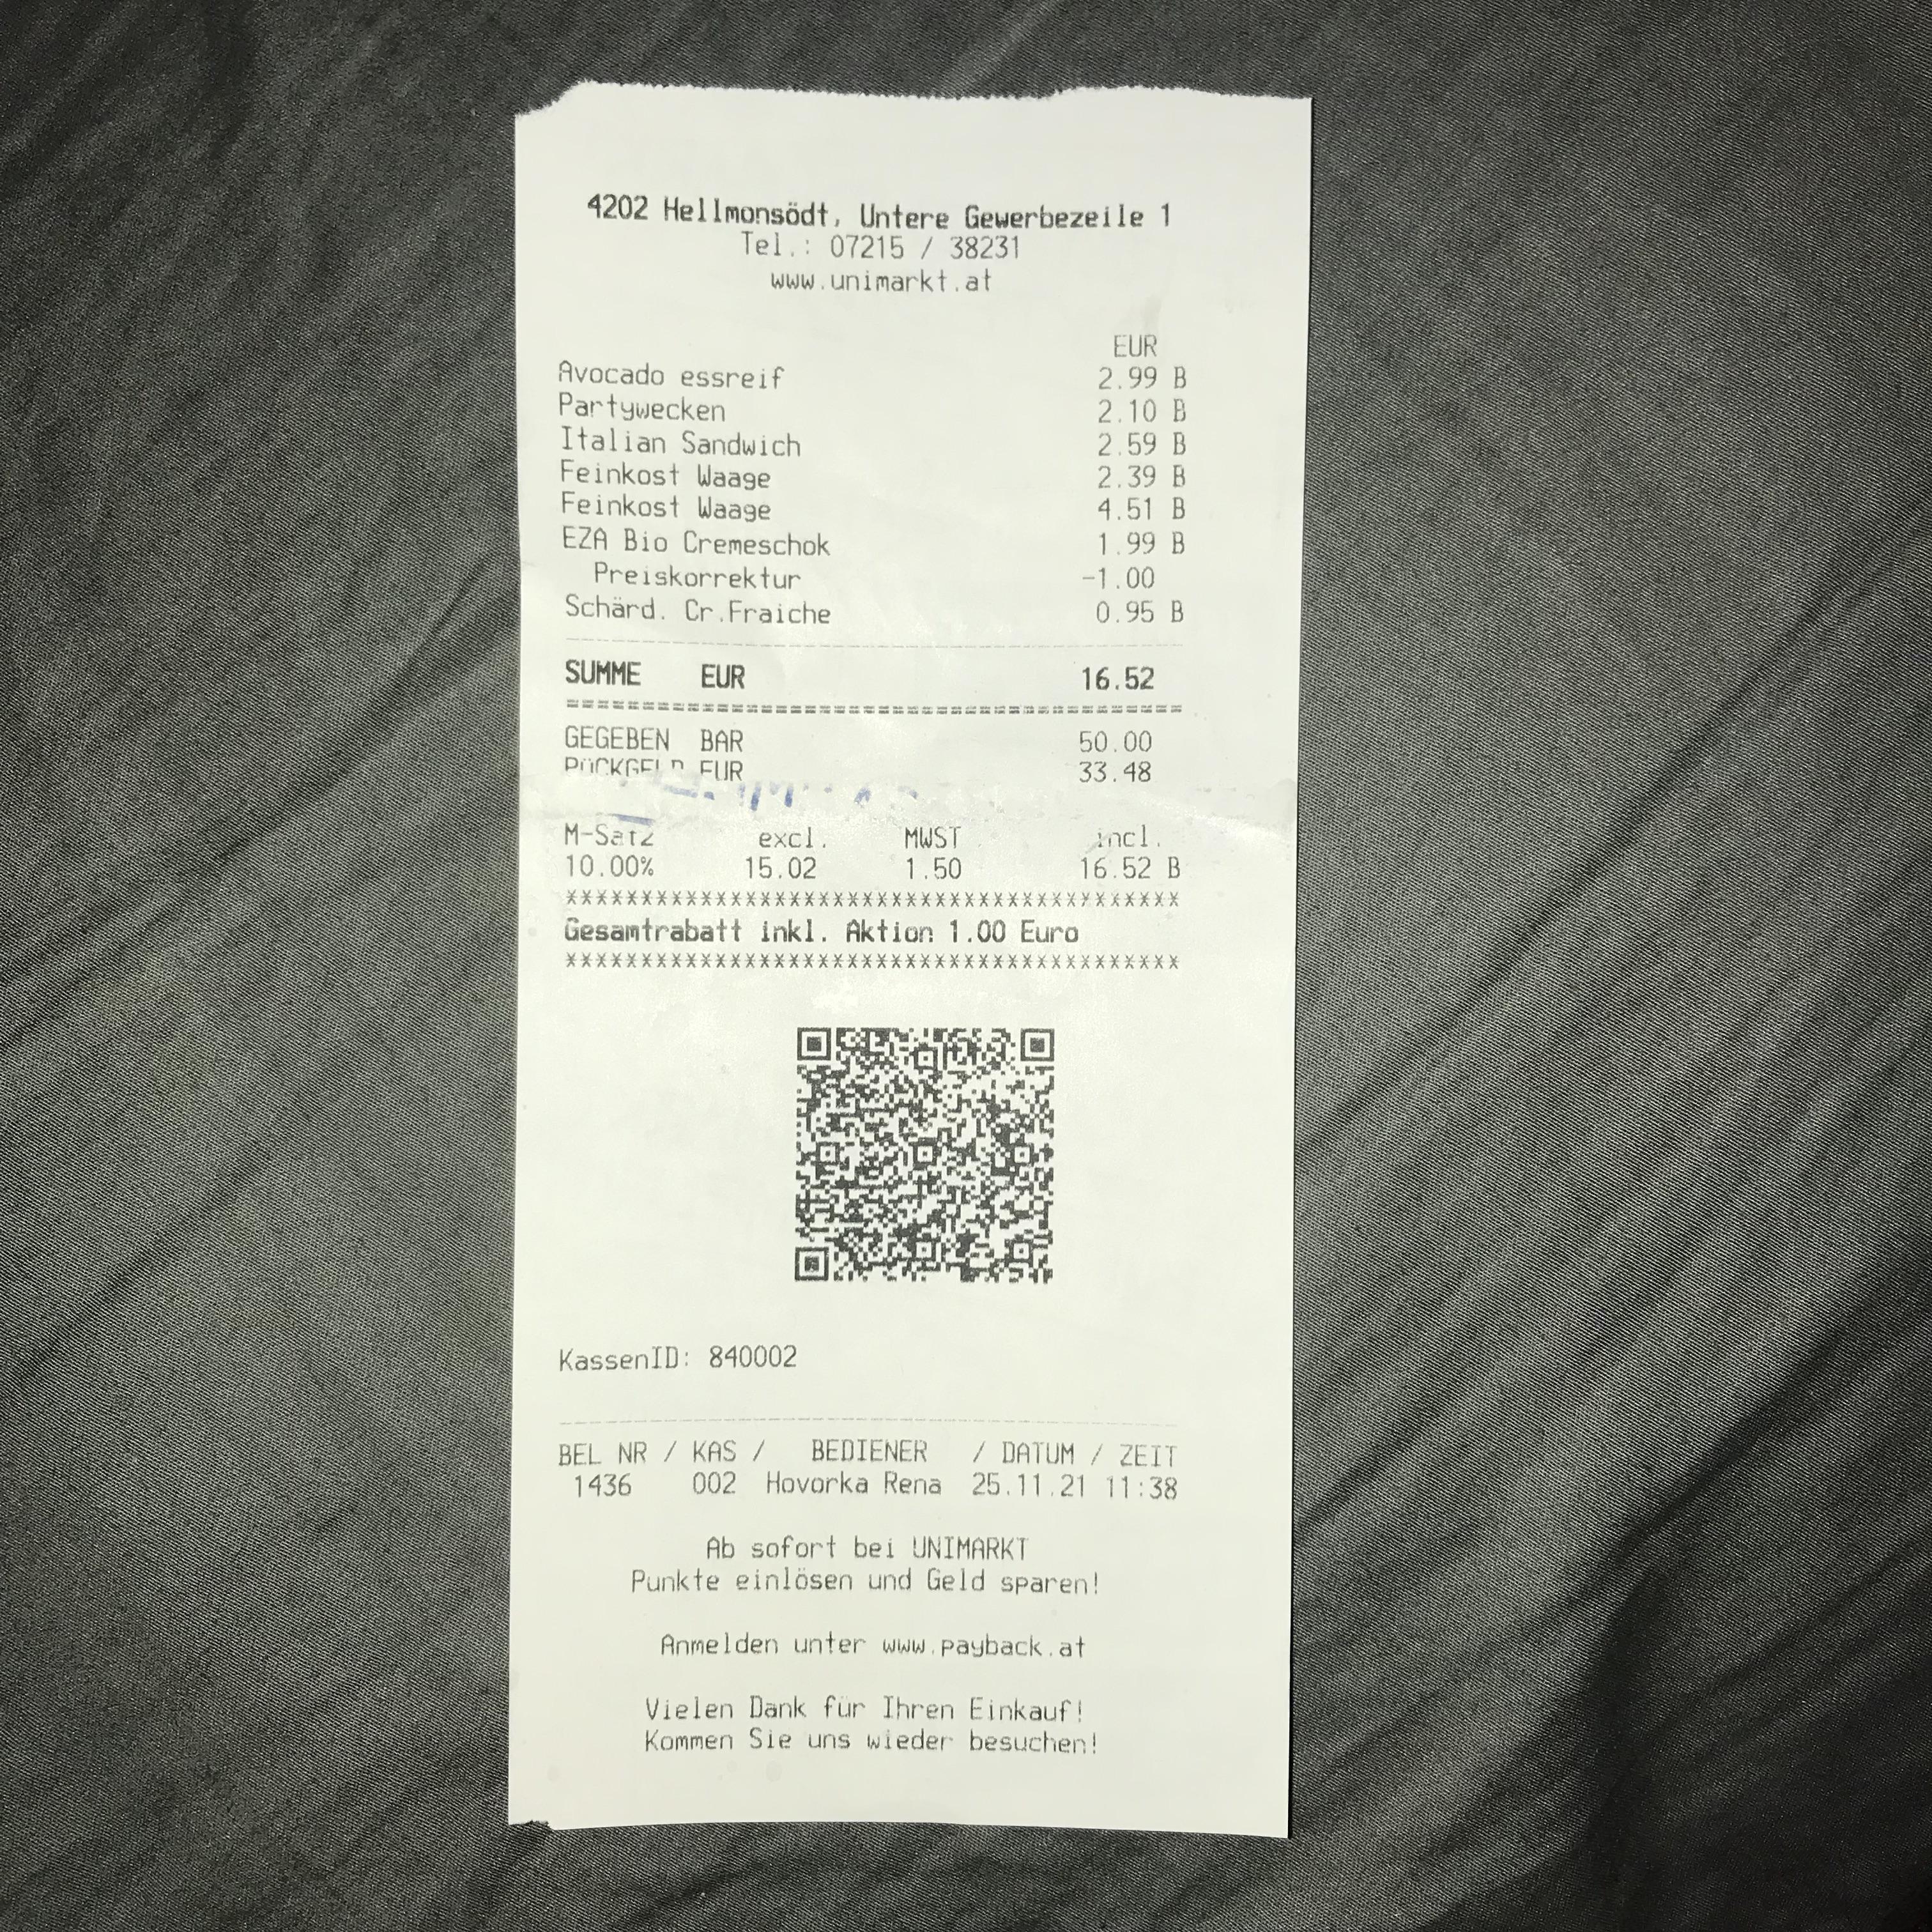 4202 Hellmonsödt, Untere Gewerbezeile 1
Tel.: 07215 / 38231
www.unimarkt.at
EUR
Avocado essreif 2.99 B
Partywecken 2.10 B
Italian Sandwich 2.59 B
Feinkost Waage 2.39 B
Feinkost Waage 4.51 B
EZA Bio Cremeschok 1.99 B
Preiskorrektur -1.00
Schärd. Cr.Fraiche 0.95 B
SUMME EUR 16.52
GEGEBEN BAR 50.00
RÜCKGELD EUR 33.48
M-Satz excl. MWST incl.
10.00% 15.02 1.50 16.52 B
******************************************
Gesamtrabatt inkl. Aktion 1.00 Euro
******************************************
KassenID: 840002
BEL NR / KAS / BEDIENER / DATUM / ZEIT
1436 002 Hovorka Rena 25.11.21 11:38
Ab sofort bei UNIMARKT
Punkte einlösen und Geld sparen!
Anmelden unter www.payback.at
Vielen Dank für Ihren Einkauf!
Kommen Sie uns wieder besuchen!